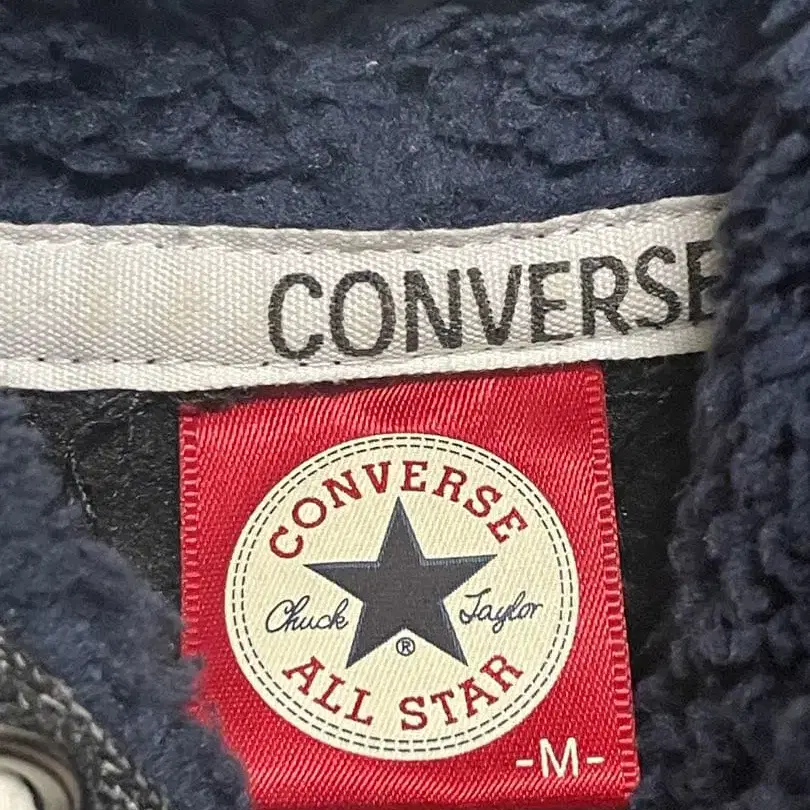 CONVERSE
CONVERSE
Chuck Taylor
®
ALL STAR
-M-